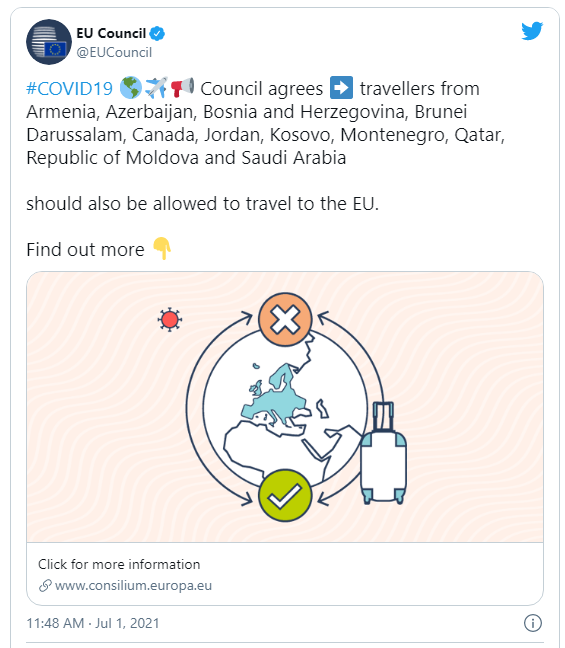 EU Council
@EUCouncil
#COVID19 🌎✈️📢 Council agrees ➡️ travellers from
Armenia, Azerbaijan, Bosnia and Herzegovina, Brunei
Darussalam, Canada, Jordan, Kosovo, Montenegro, Qatar,
Republic of Moldova and Saudi Arabia
should also be allowed to travel to the EU.
Find out more 👇
Click for more information
www.consilium.europa.eu
11:48 AM · Jul 1, 2021